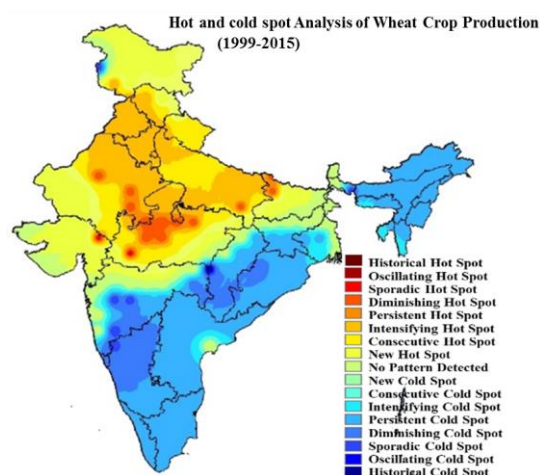 Hot and cold spot Analysis of Wheat Crop Production
(1999-2015)
Historical Hot Spot
Oscillating Hot Spot
Sporadic Hot Spot
Diminishing Hot Spot
Persistent Hot Spot
Intensifying Hot Spot
Consecutive Hot Spot
New Hot Spot
No Pattern Detected
New Cold Spot
Consecutive Cold Spot
Intensifying Cold Spot
Persistent Cold Spot
Diminishing Cold Spot
Sporadic Cold Spot
Oscillating Cold Spot
Historical Cold Spot